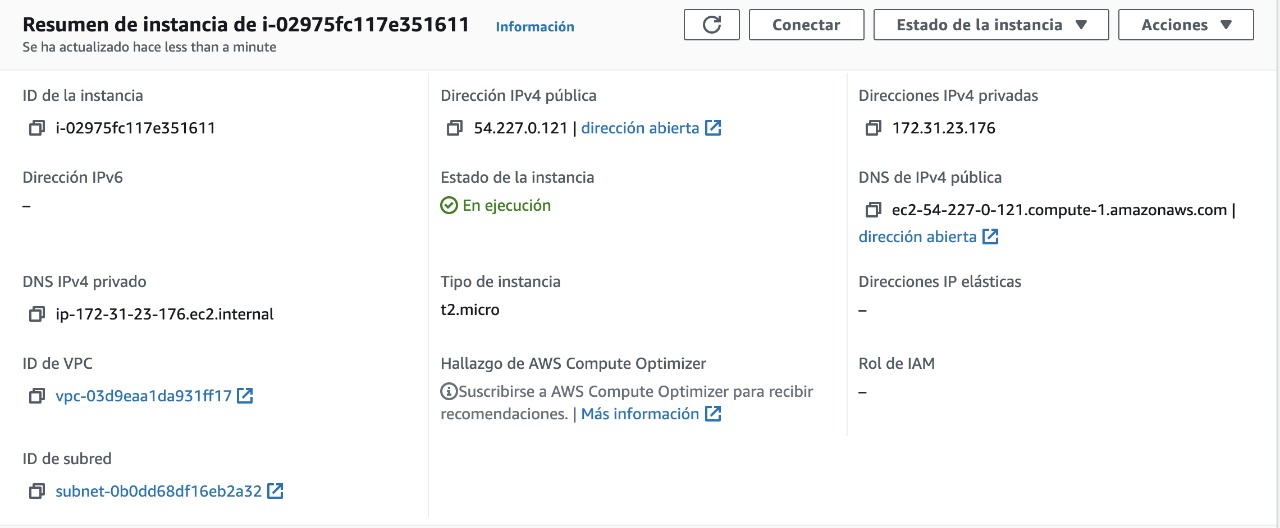 Resumen de instancia de i-02975fc117e351611 Información
Se ha actualizado hace less than a minute
Conectar
Estado de la instancia
Acciones
ID de la instancia
i-02975fc117e351611
Dirección IPv4 pública
54.227.0.121 | dirección abierta
Direcciones IPv4 privadas
172.31.23.176
Dirección IPv6
–
Estado de la instancia
En ejecución
DNS de IPv4 pública
ec2-54-227-0-121.compute-1.amazonaws.com |
dirección abierta
DNS IPv4 privado
ip-172-31-23-176.ec2.internal
Tipo de instancia
t2.micro
Direcciones IP elásticas
–
ID de VPC
vpc-03d9eaa1da931ff17
Hallazgo de AWS Compute Optimizer
Suscribirse a AWS Compute Optimizer para recibir
recomendaciones. | Más información
Rol de IAM
–
ID de subred
subnet-0b0dd68df16eb2a32